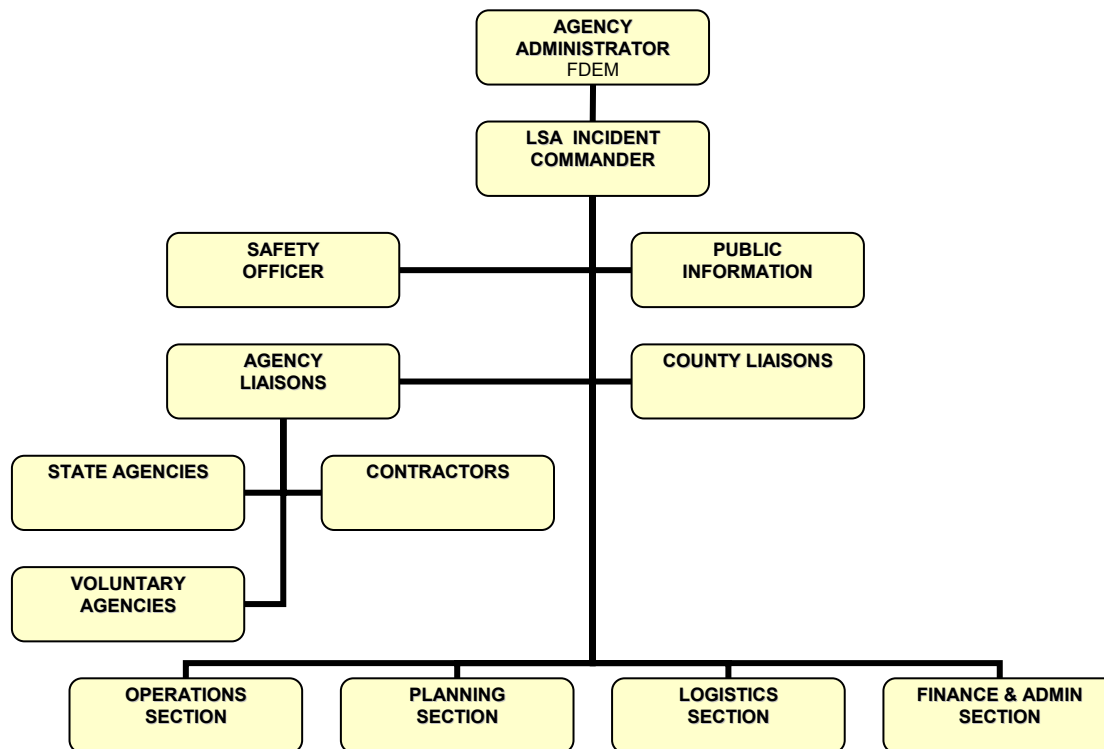 AGENCY
ADMINISTRATOR
FDEM
LSA INCIDENT
COMMANDER
SAFETY
OFFICER
PUBLIC
INFORMATION
AGENCY
LIAISONS
COUNTY LIAISONS
STATE AGENCIES
CONTRACTORS
VOLUNTARY
AGENCIES
OPERATIONS
SECTION
PLANNING
SECTION
LOGISTICS
SECTION
FINANCE & ADMIN
SECTION